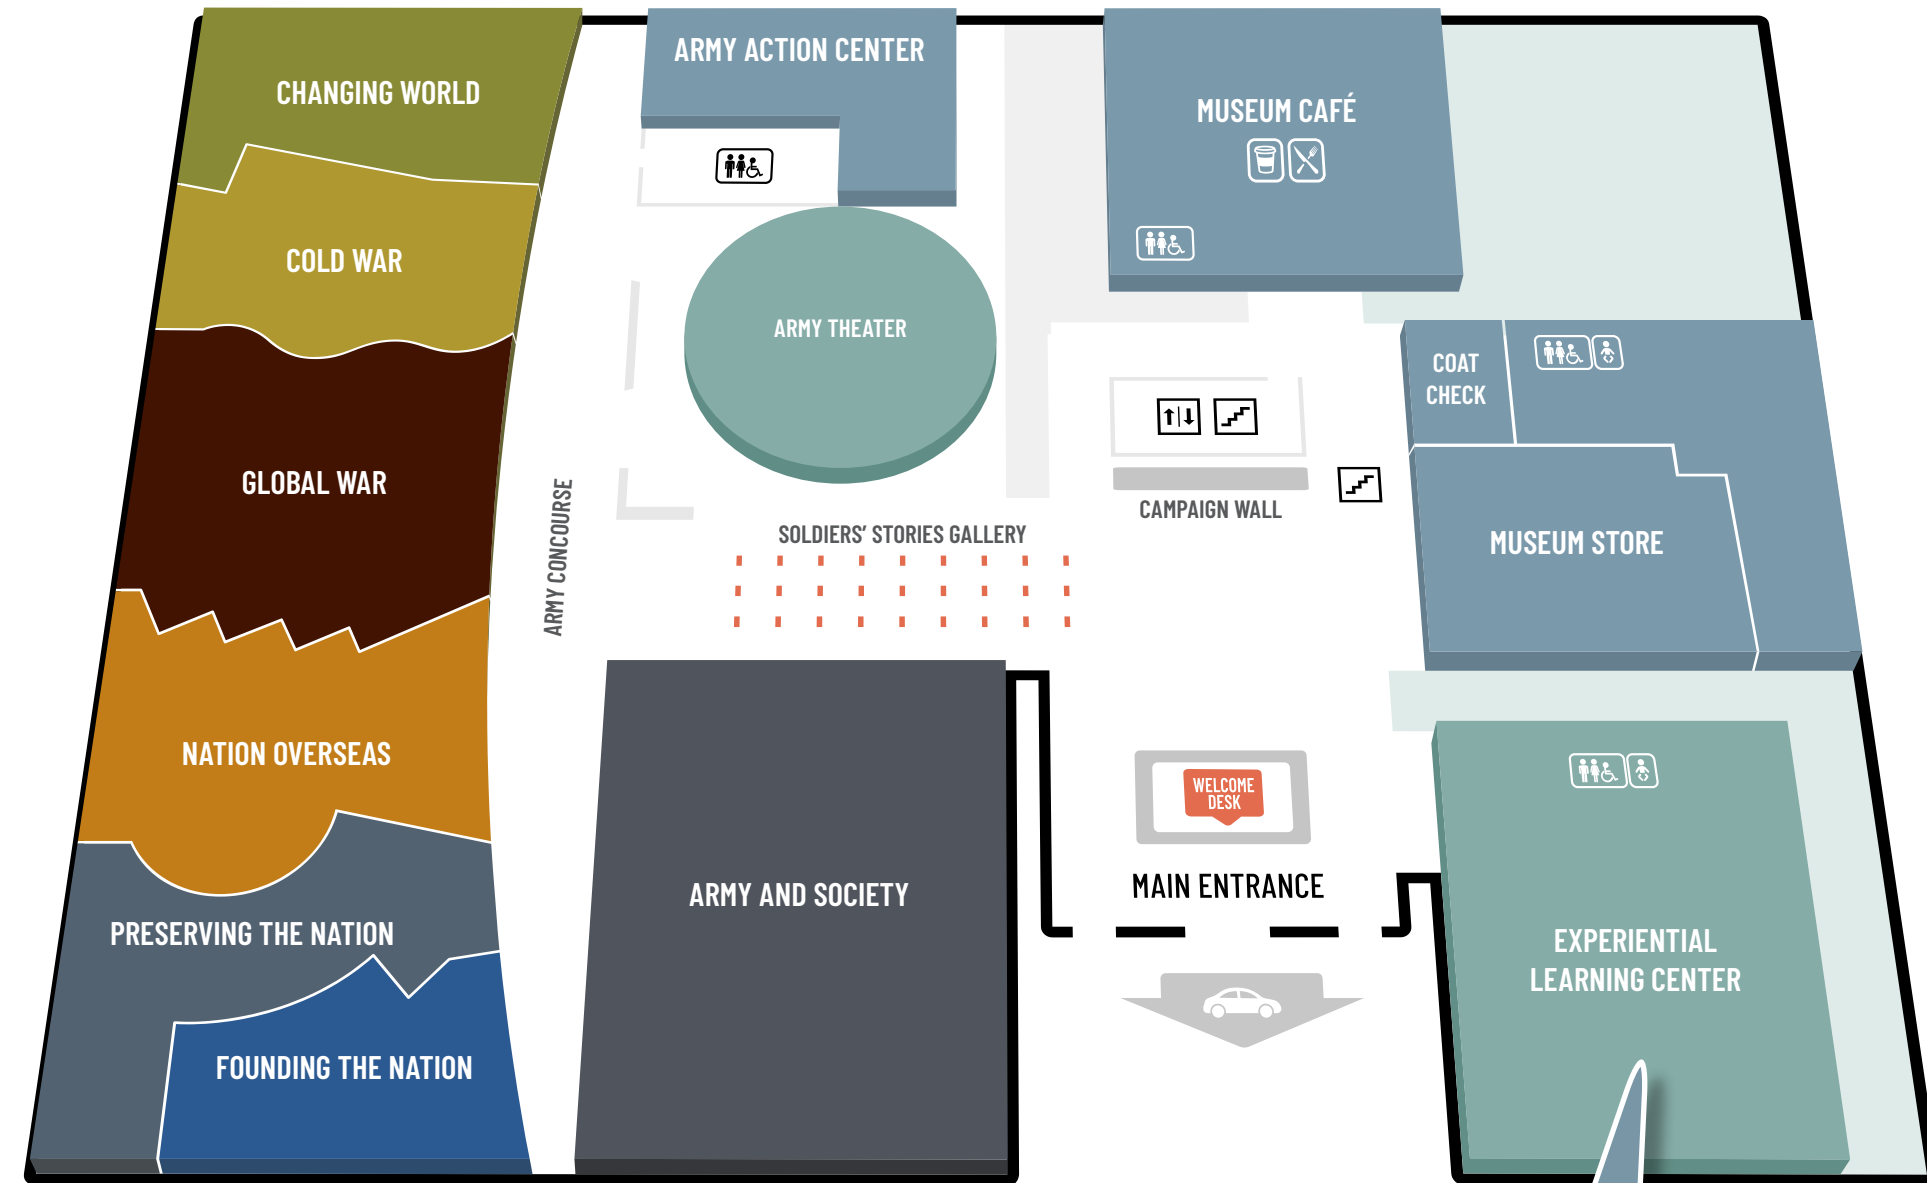 CHANGING WORLD
ARMY ACTION CENTER
MUSEUM CAFÉ
COLD WAR
ARMY THEATER
COAT
CHECK
GLOBAL WAR
ARMY CONCOURSE
SOLDIERS' STORIES GALLERY
CAMPAIGN WALL
MUSEUM STORE
NATION OVERSEAS
WELCOME
DESK
MAIN ENTRANCE
ARMY AND SOCIETY
PRESERVING THE NATION
EXPERIENTIAL
LEARNING CENTER
FOUNDING THE NATION